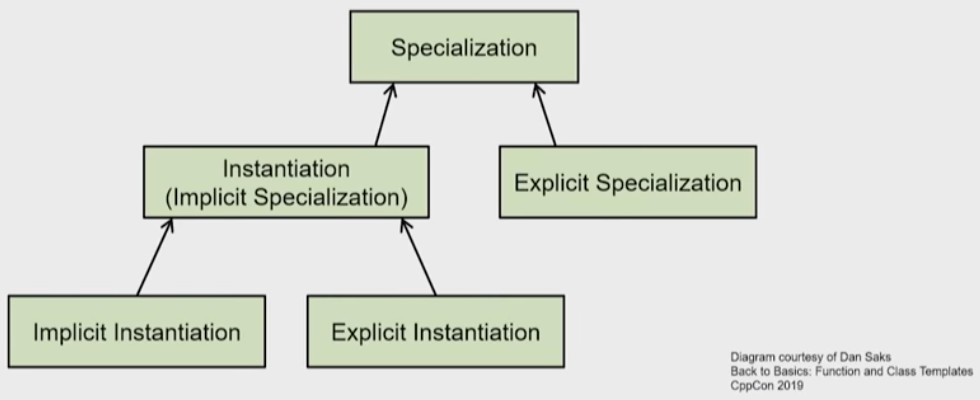 Specialization
Instantiation
(Implicit Specialization)
Explicit Specialization
Implicit Instantiation
Explicit Instantiation
Diagram courtesy of Dan Saks
Back to Basics: Function and Class Templates
CppCon 2019